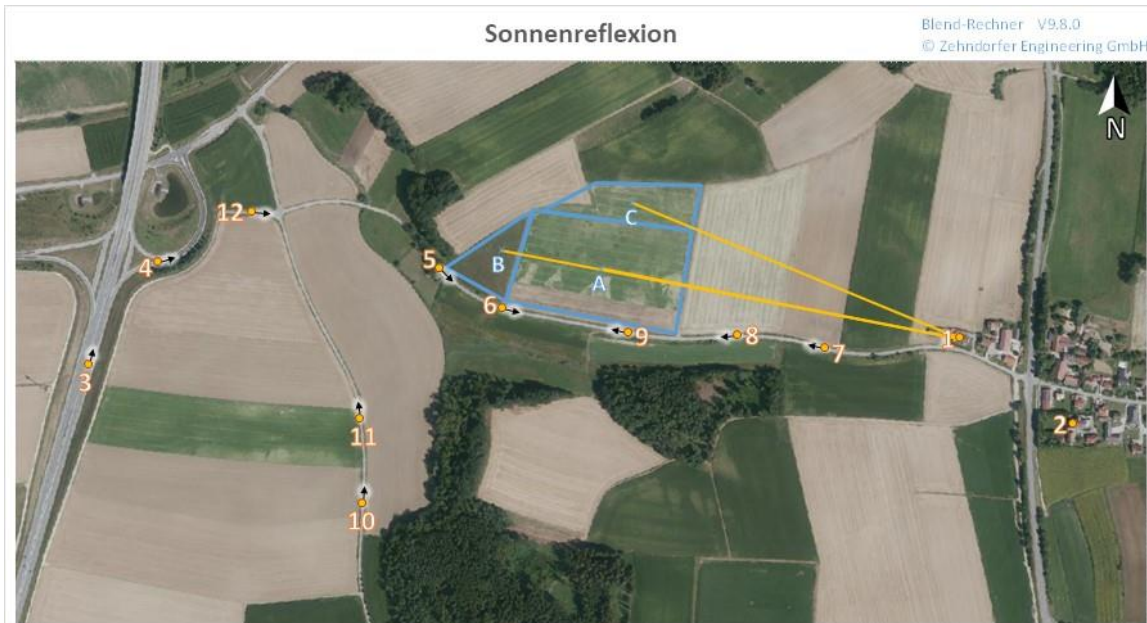 Sonnenreflexion
Blend-Rechner V9.8.0
© Zehndorfer Engineering GmbH
N
12
C
4
5
B
A
6
9
8
7
1
3
11
2
10